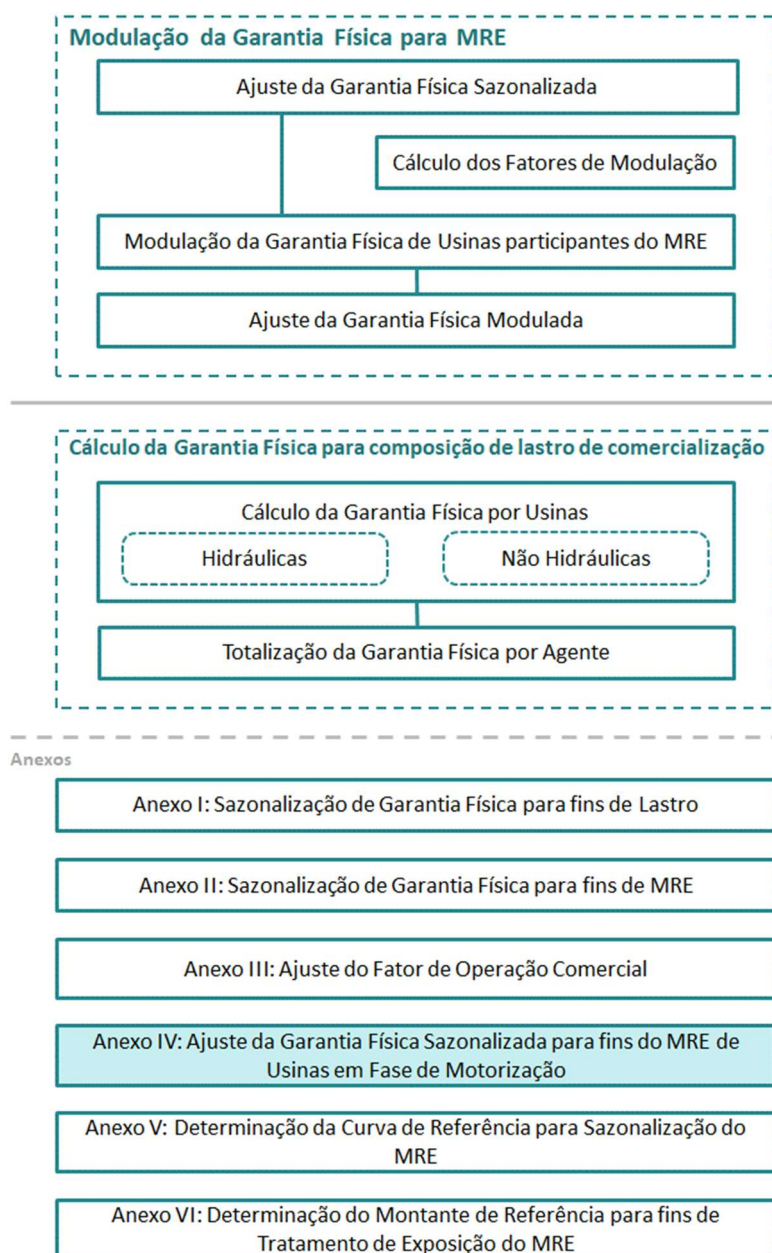 Modulação da Garantia Física para MRE
Ajuste da Garantia Física Sazonalizada
Cálculo dos Fatores de Modulação
Modulação da Garantia Física de Usinas participantes do MRE
Ajuste da Garantia Física Modulada
Cálculo da Garantia Física para composição de lastro de comercialização
Cálculo da Garantia Física por Usinas
Hidráulicas
Não Hidráulicas
Totalização da Garantia Física por Agente
Anexos
Anexo I: Sazonalização de Garantia Física para fins de Lastro
Anexo II: Sazonalização de Garantia Física para fins de MRE
Anexo III: Ajuste do Fator de Operação Comercial
Anexo IV: Ajuste da Garantia Física Sazonalizada para fins do MRE de
Usinas em Fase de Motorização
Anexo V: Determinação da Curva de Referência para Sazonalização do
MRE
Anexo VI: Determinação do Montante de Referência para fins de
Tratamento de Exposição do MRE